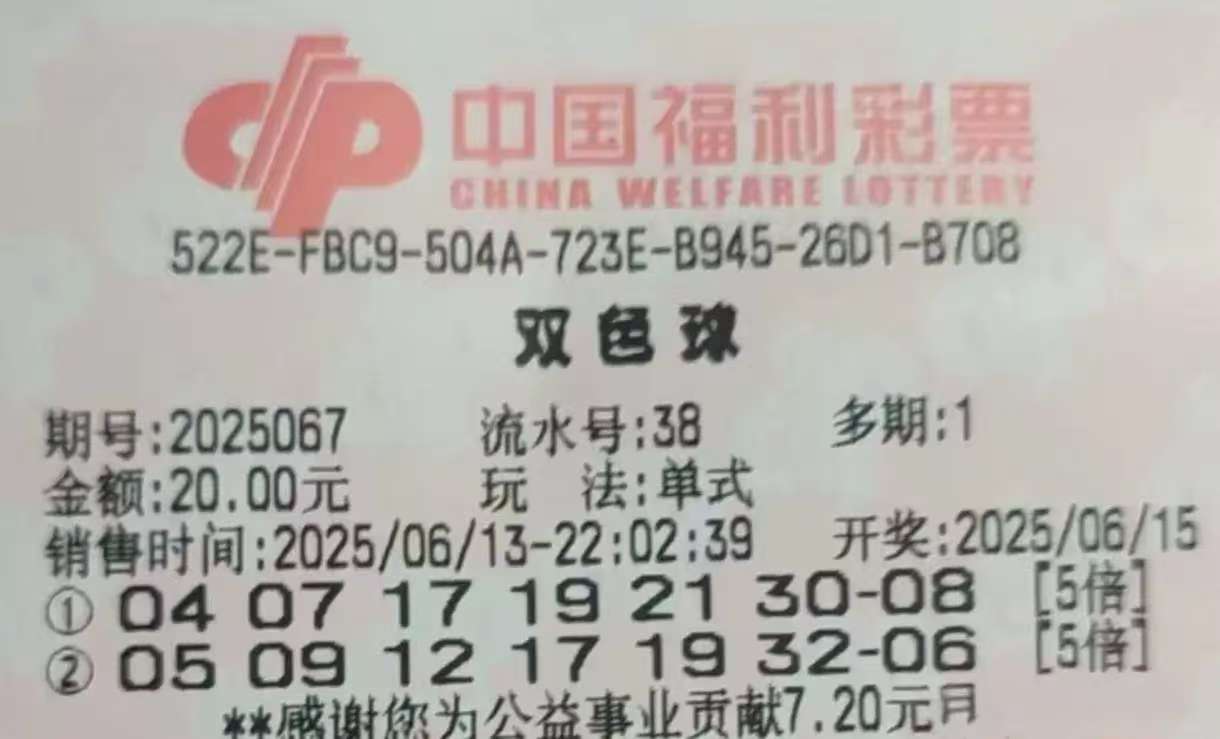 中国福利彩票
CHINA WELFARE LOTTERY
522E-FBC9-504A-723E-B945-26D1-B708
双色球
期号:2025067 流水号:38 多期:1
金额:20.00元 玩 法:单式
销售时间:2025/06/13-22:02:39 开奖:2025/06/15
① 04 07 17 19 21 30-08 [5倍]
② 05 09 12 17 19 32-06 [5倍]
**感谢您为公益事业贡献7.20元